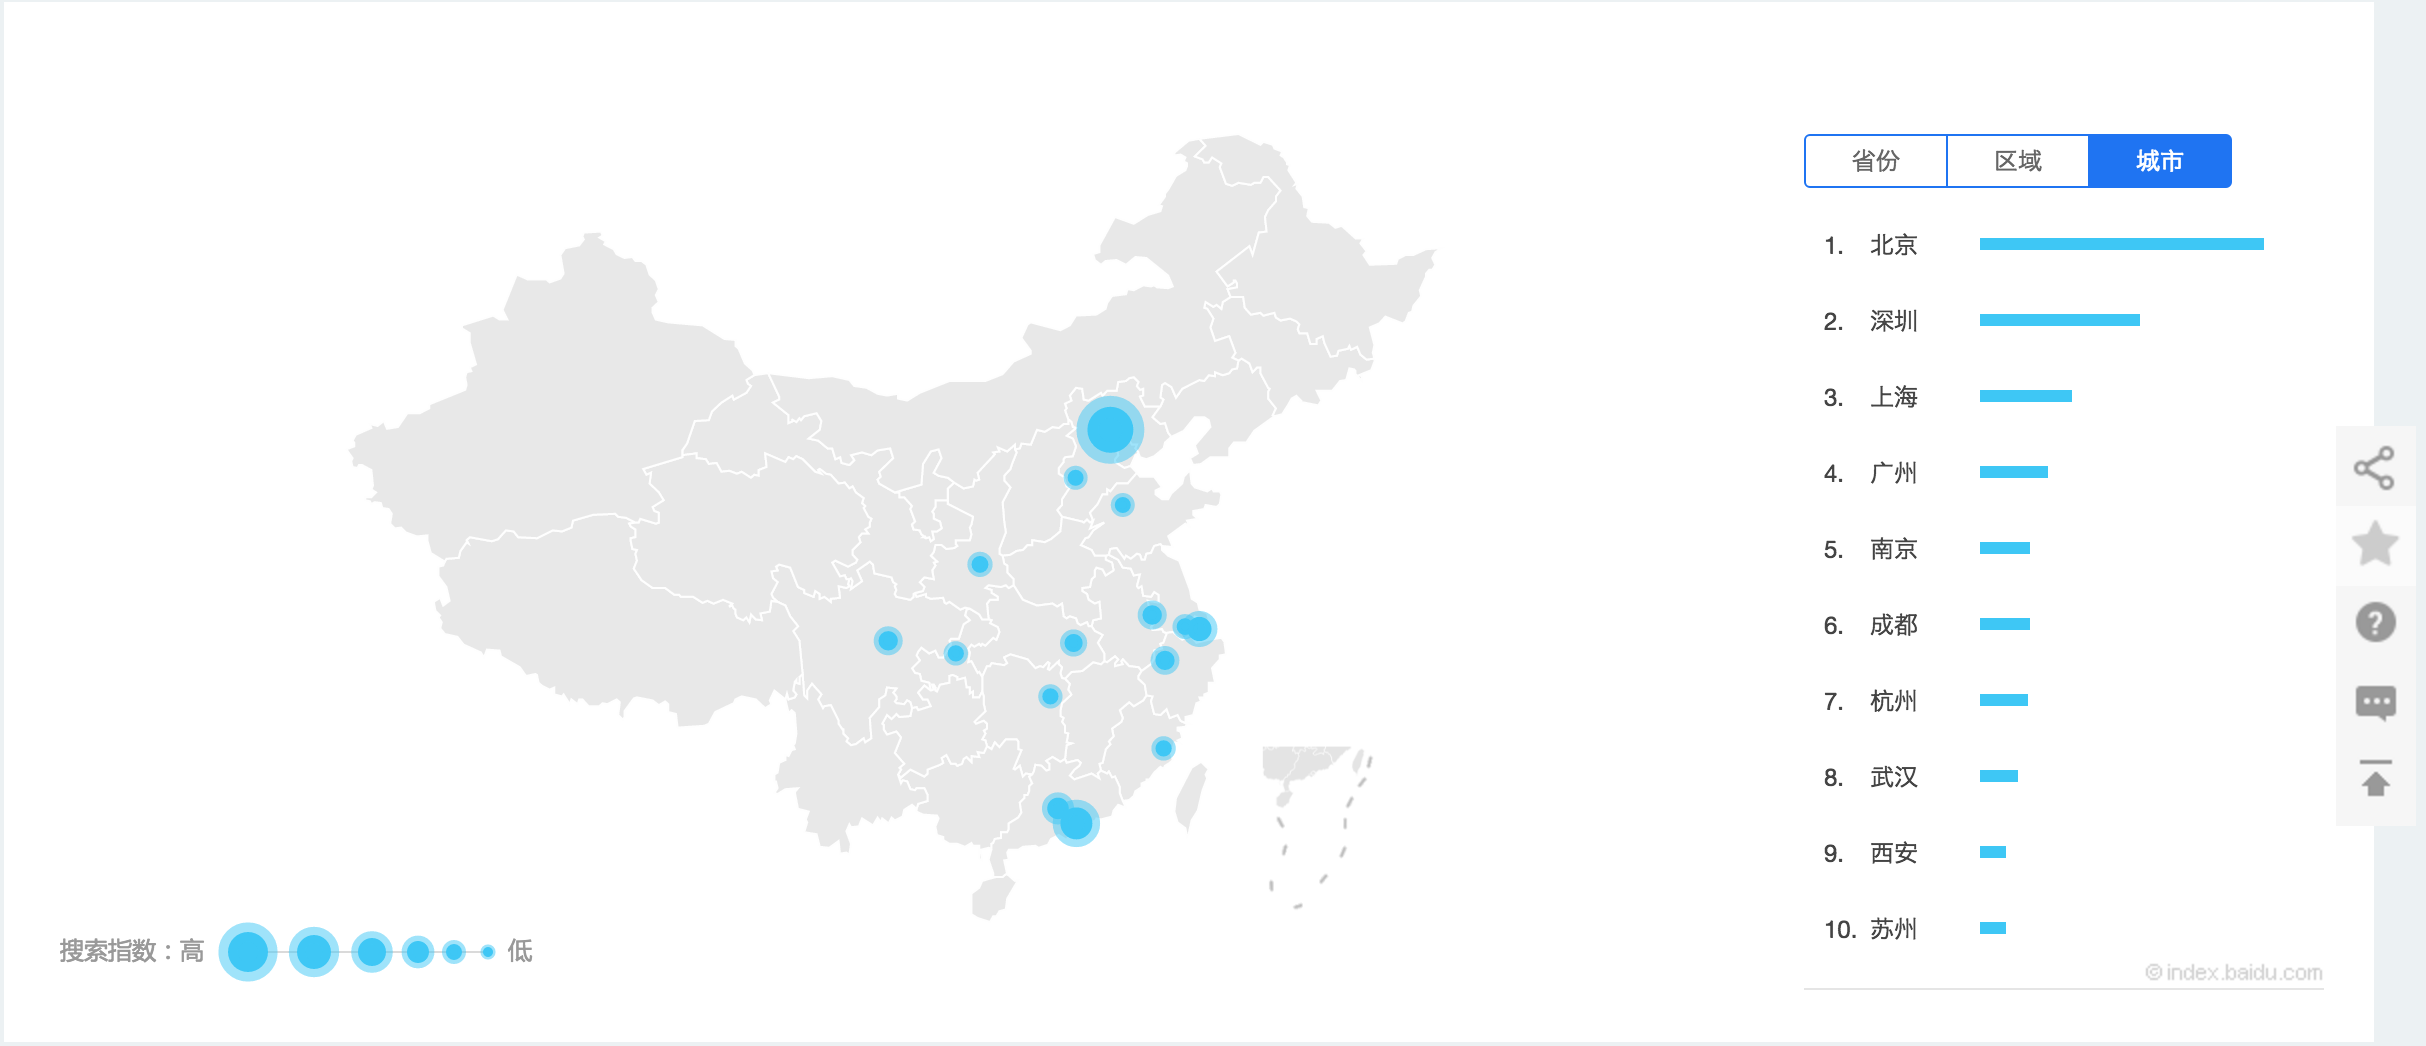 省份 区域 城市
1. 北京
2. 深圳
3. 上海
4. 广州
5. 南京
6. 成都
7. 杭州
8. 武汉
9. 西安
10. 苏州
搜索指数：高 低
© index.baidu.com